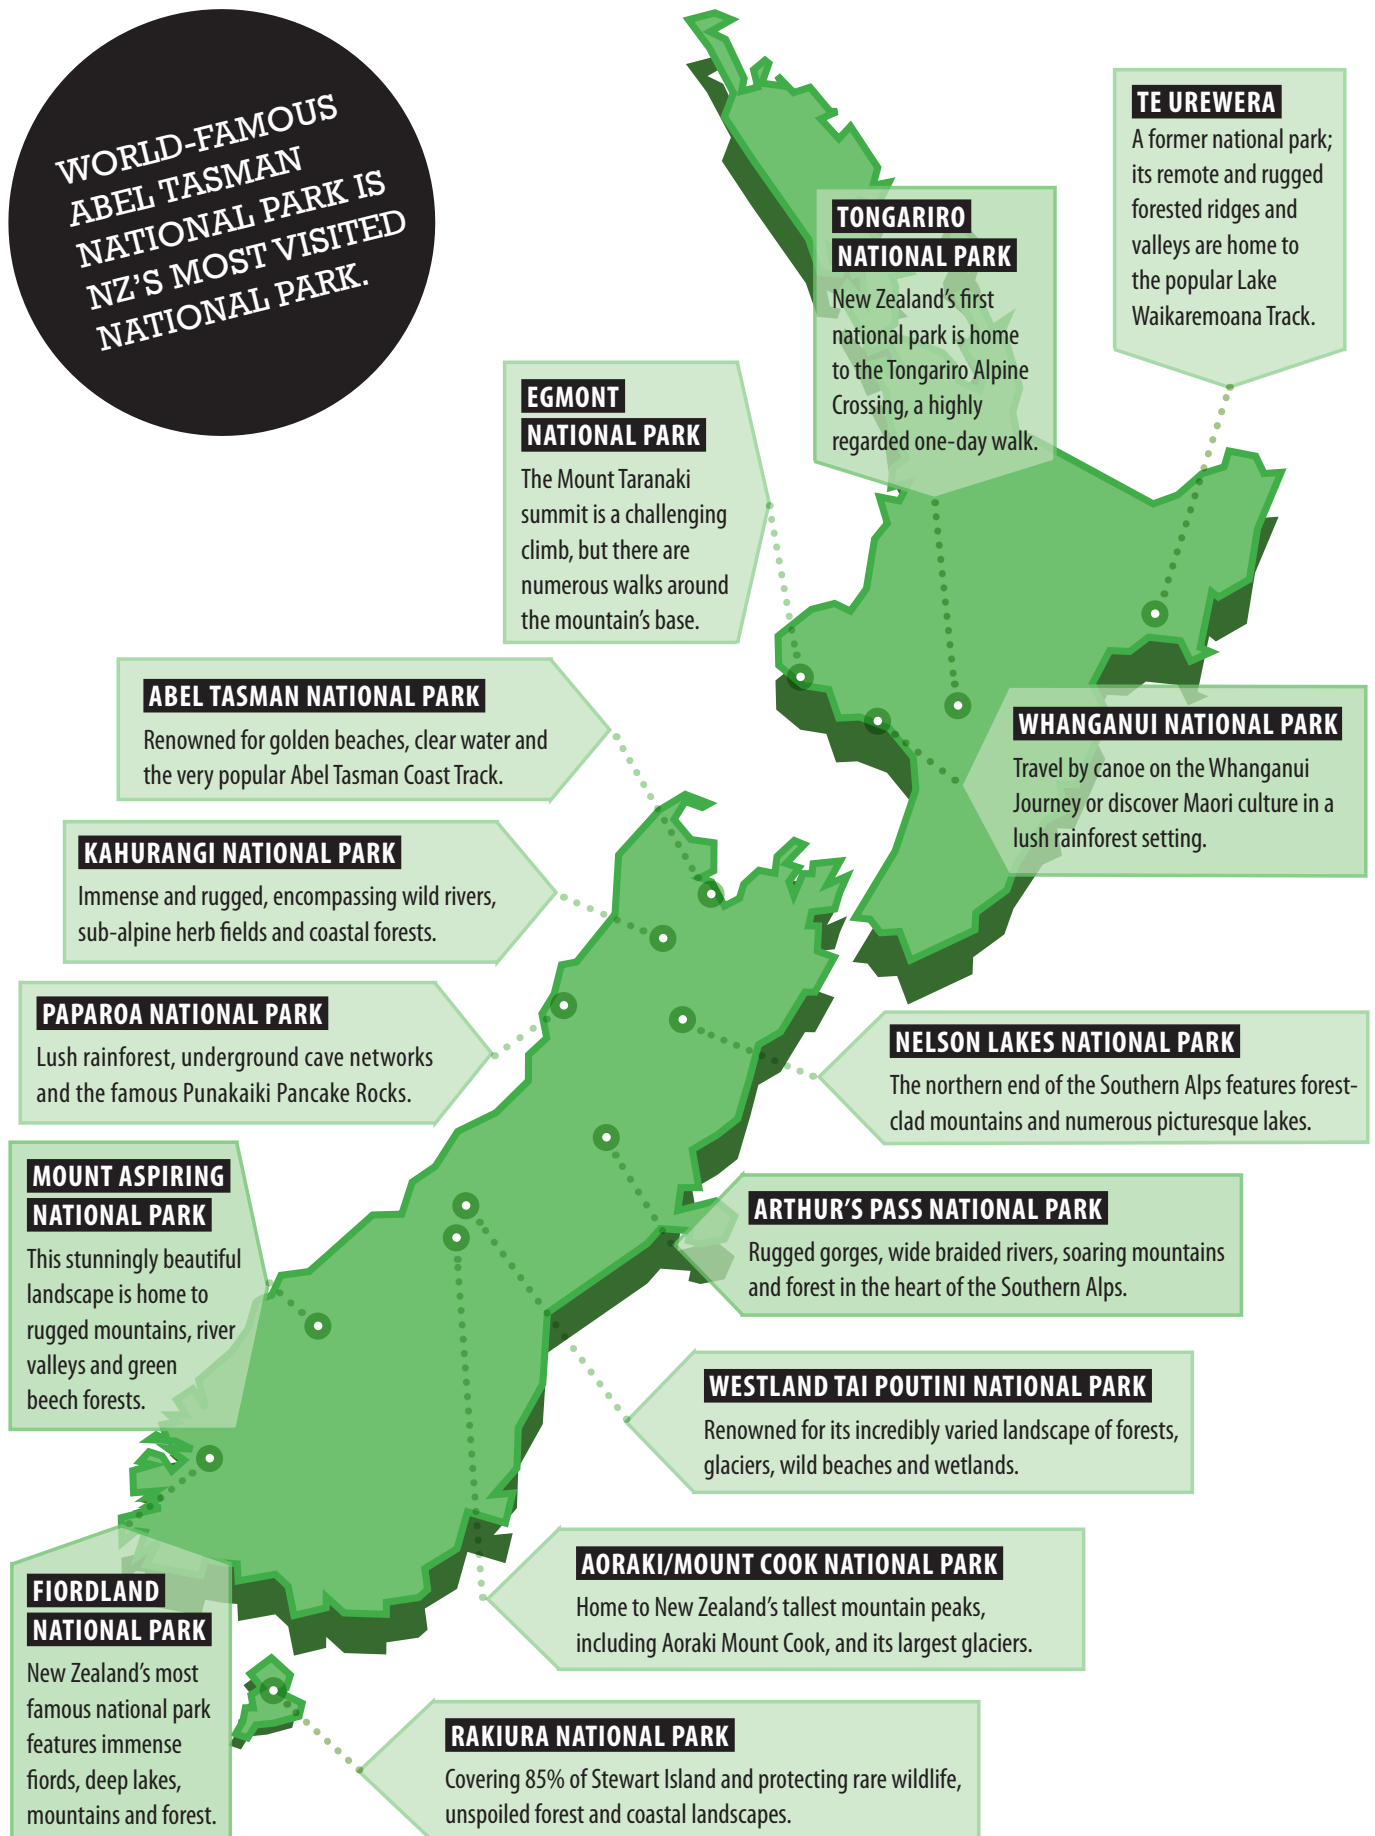 WORLD-FAMOUS
ABEL TASMAN
NATIONAL PARK IS
NZ'S MOST VISITED
NATIONAL PARK.
TE UREWERA
A former national park;
its remote and rugged
forested ridges and
valleys are home to
the popular Lake
Waikaremoana Track.
TONGARIRO
NATIONAL PARK
New Zealand's first
national park is home
to the Tongariro Alpine
Crossing, a highly
regarded one-day walk.
EGMONT
NATIONAL PARK
The Mount Taranaki
summit is a challenging
climb, but there are
numerous walks around
the mountain's base.
ABEL TASMAN NATIONAL PARK
Renowned for golden beaches, clear water and
the very popular Abel Tasman Coast Track.
WHANGANUI NATIONAL PARK
Travel by canoe on the Whanganui
Journey or discover Maori culture in a
lush rainforest setting.
KAHURANGI NATIONAL PARK
Immense and rugged, encompassing wild rivers,
sub-alpine herb fields and coastal forests.
PAPAROA NATIONAL PARK
Lush rainforest, underground cave networks
and the famous Punakaiki Pancake Rocks.
NELSON LAKES NATIONAL PARK
The northern end of the Southern Alps features forest-
clad mountains and numerous picturesque lakes.
MOUNT ASPIRING
NATIONAL PARK
This stunningly beautiful
landscape is home to
rugged mountains, river
valleys and green
beech forests.
ARTHUR'S PASS NATIONAL PARK
Rugged gorges, wide braided rivers, soaring mountains
and forest in the heart of the Southern Alps.
WESTLAND TAI POUTINI NATIONAL PARK
Renowned for its incredibly varied landscape of forests,
glaciers, wild beaches and wetlands.
AORAKI/MOUNT COOK NATIONAL PARK
Home to New Zealand's tallest mountain peaks,
including Aoraki Mount Cook, and its largest glaciers.
FIORDLAND
NATIONAL PARK
New Zealand's most
famous national park
features immense
fiords, deep lakes,
mountains and forest.
RAKIURA NATIONAL PARK
Covering 85% of Stewart Island and protecting rare wildlife,
unspoiled forest and coastal landscapes.